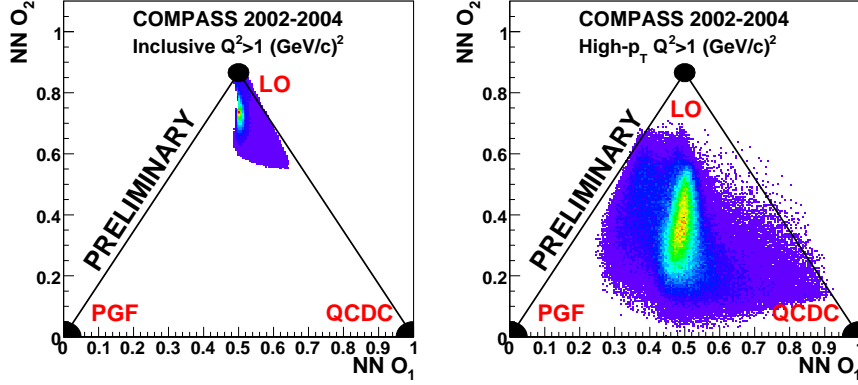 COMPASS 2002-2004
Inclusive Q²>1 (GeV/c)²
NN O₂
1
0.8
0.6
0.4
0.2
0
LO
PRELIMINARY
PGF
QCDC
0 0.1 0.2 0.3 0.4 0.5 0.6 0.7 0.8 0.9 1
NN O₁
COMPASS 2002-2004
High-p_T Q²>1 (GeV/c)²
NN O₂
1
0.8
0.6
0.4
0.2
0
LO
PRELIMINARY
PGF
QCDC
0 0.1 0.2 0.3 0.4 0.5 0.6 0.7 0.8 0.9 1
NN O₁